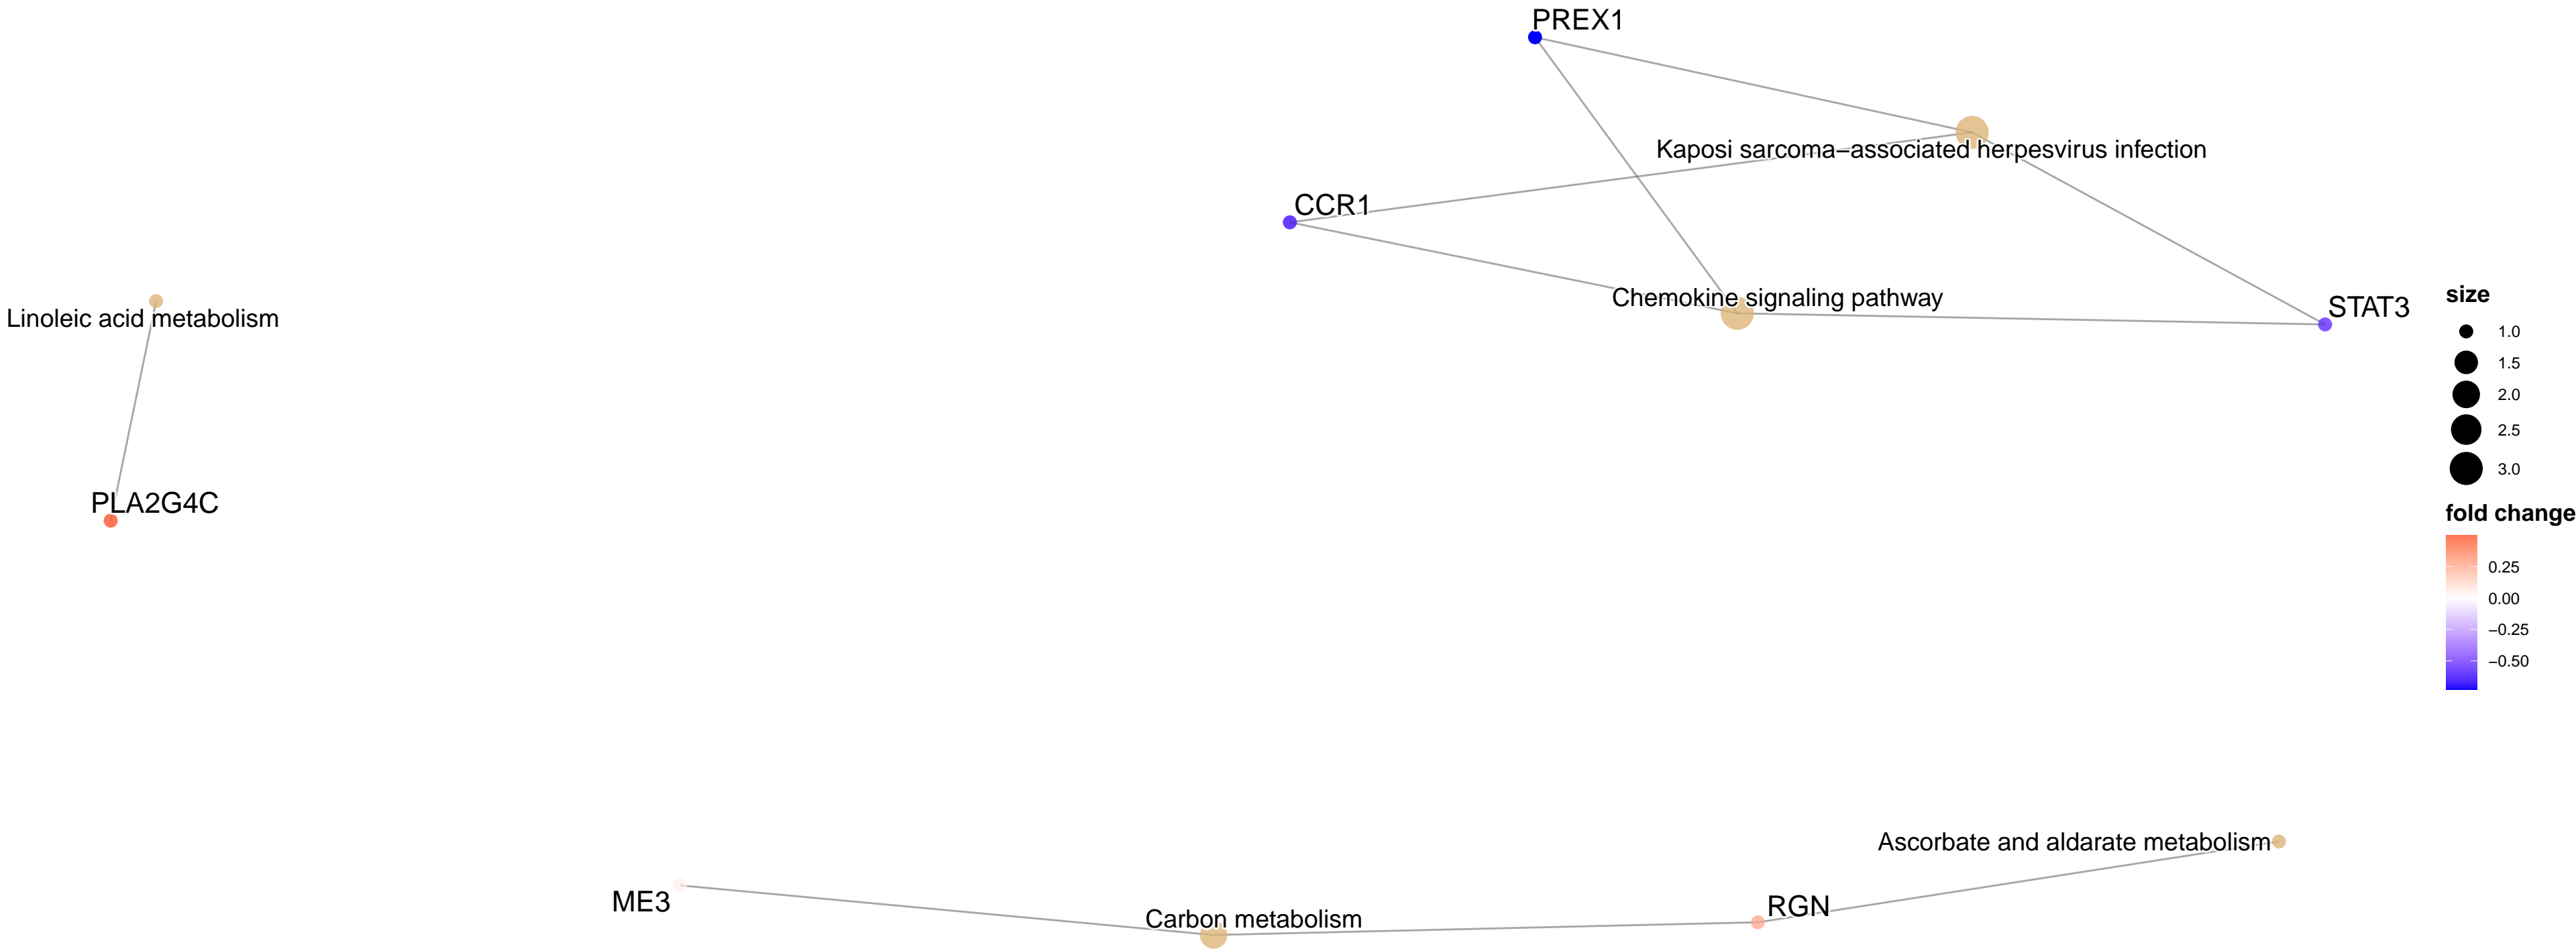 PREX1
Kaposi sarcoma−associated herpesvirus infection
CCR1
Chemokine signaling pathway
STAT3
Linoleic acid metabolism
PLA2G4C
size
1.0
1.5
2.0
2.5
3.0
fold change
0.25
0.00
−0.25
−0.50
Ascorbate and aldarate metabolism
ME3
Carbon metabolism
RGN